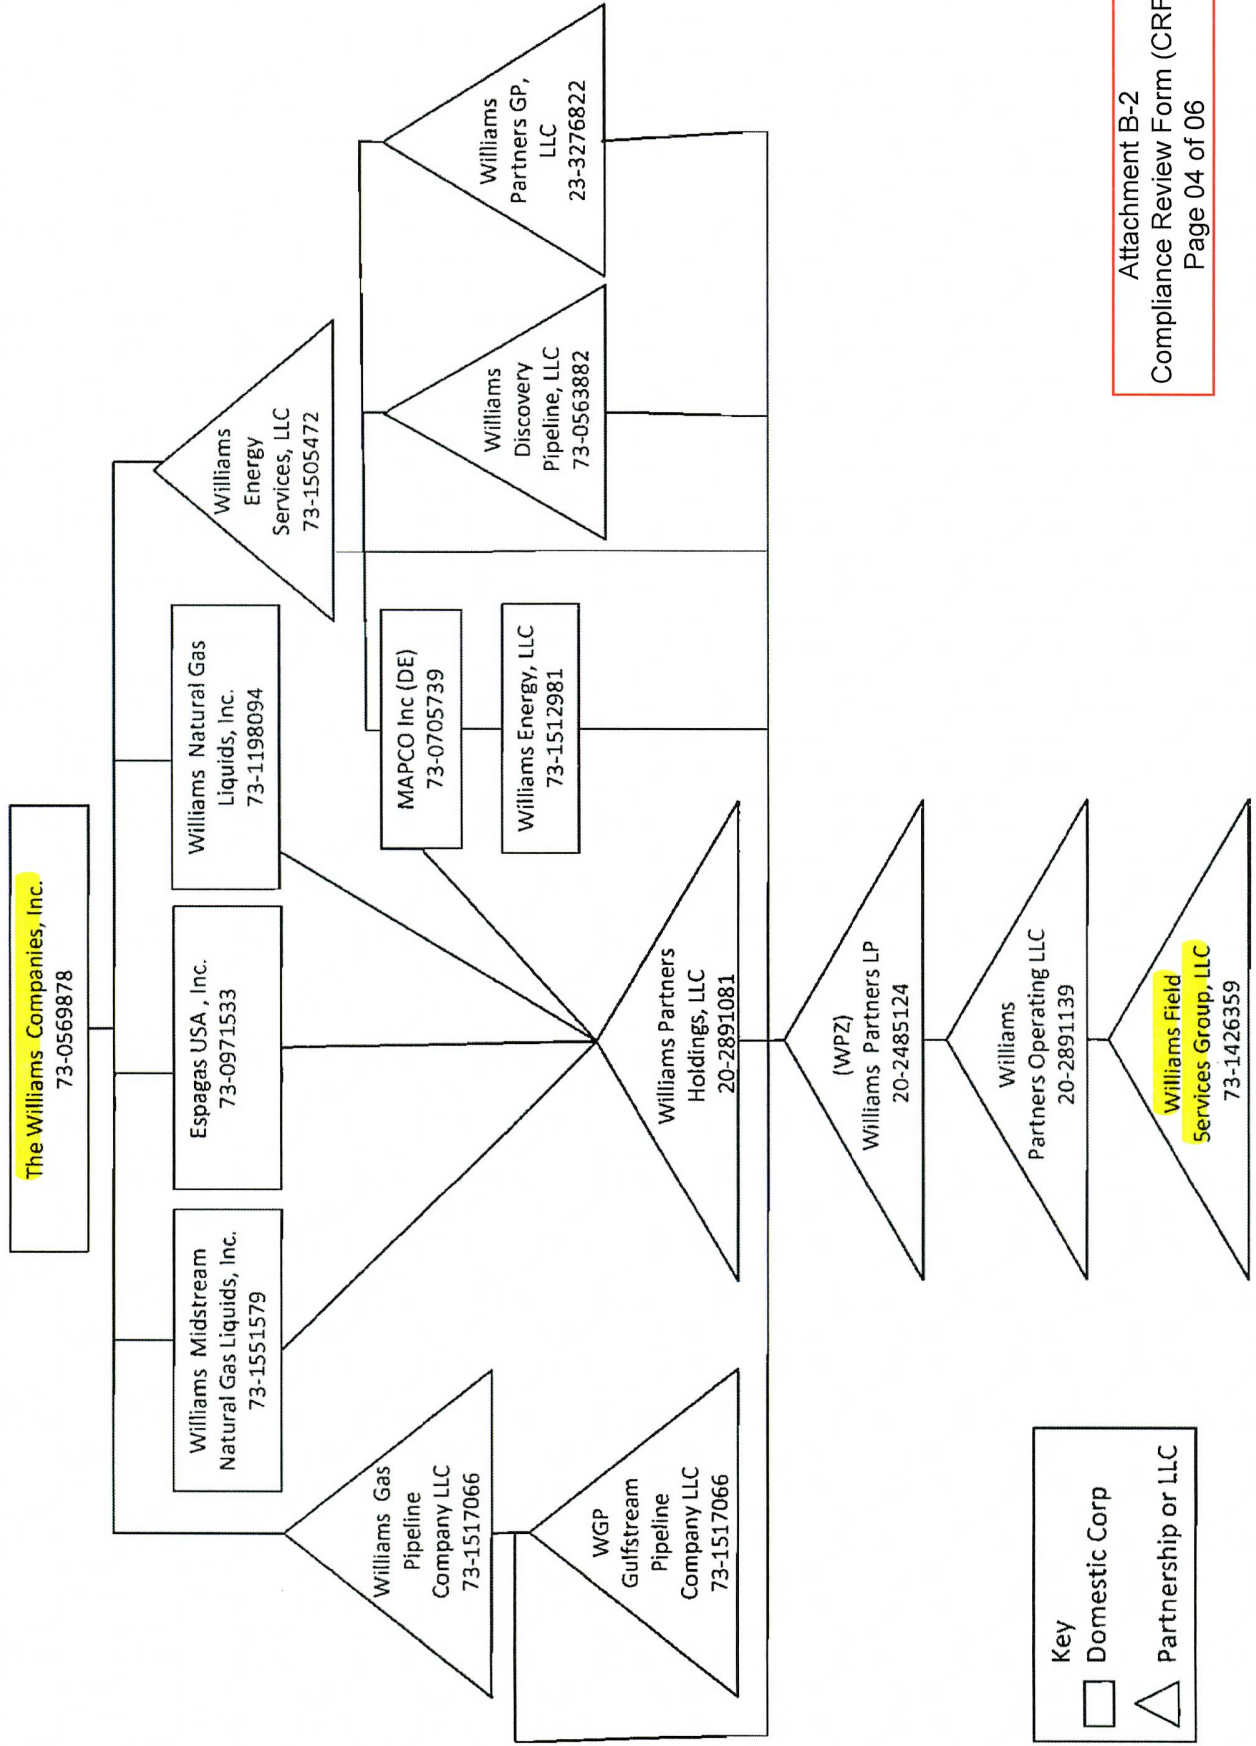 The Williams Companies, Inc.
73-0569878
Williams Midstream
Natural Gas Liquids, Inc.
73-1551579
Espagas USA , Inc.
73-0971533
Williams Natural Gas
Liquids, Inc.
73-1198094
Williams
Energy
Services, LLC
73-1505472
Williams Gas
Pipeline
Company LLC
73-1517066
MAPCO Inc (DE)
73-0705739
Williams
Discovery
Pipeline, LLC
73-0563882
Williams
Partners GP,
LLC
23-3276822
WGP
Gulfstream
Pipeline
Company LLC
73-1517066
Williams Energy, LLC
73-1512981
Williams Partners
Holdings, LLC
20-2891081
(WPZ)
Williams Partners LP
20-2485124
Williams
Partners Operating LLC
20-2891139
Williams Field
Services Group, LLC
73-1426359
Key
Domestic Corp
Partnership or LLC
Attachment B-2
Compliance Review Form (CRF
Page 04 of 06